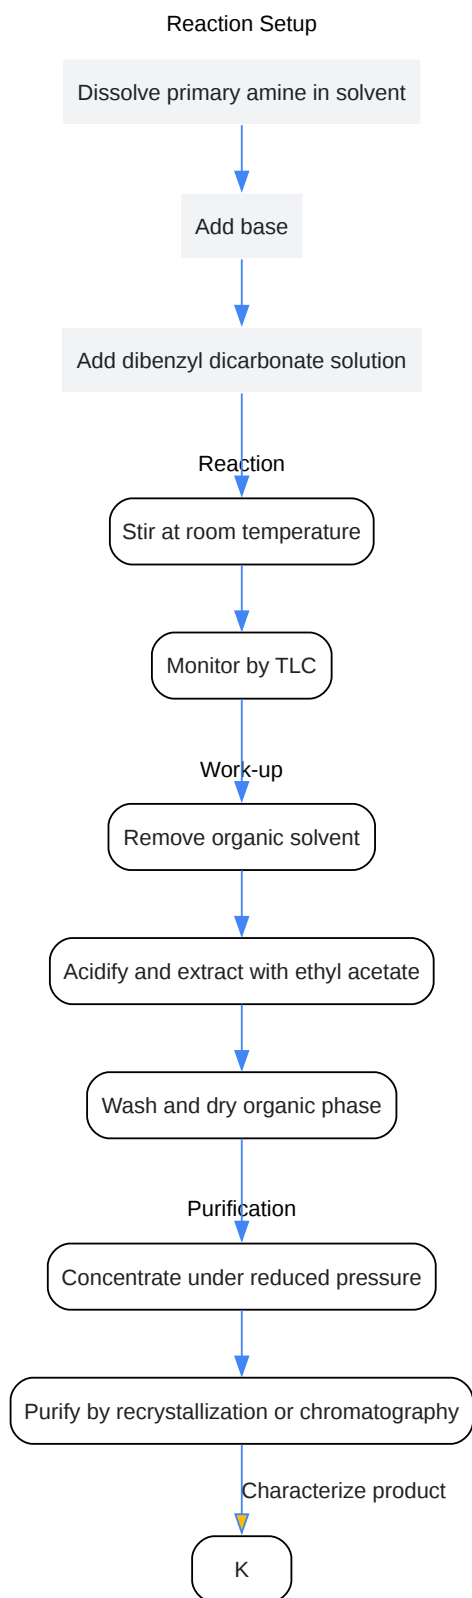 Reaction Setup
Dissolve primary amine in solvent
Add base
Add dibenzyl dicarbonate solution
Reaction
Stir at room temperature
Monitor by TLC
Work-up
Remove organic solvent
Acidify and extract with ethyl acetate
Wash and dry organic phase
Purification
Concentrate under reduced pressure
Purify by recrystallization or chromatography
Characterize product
K